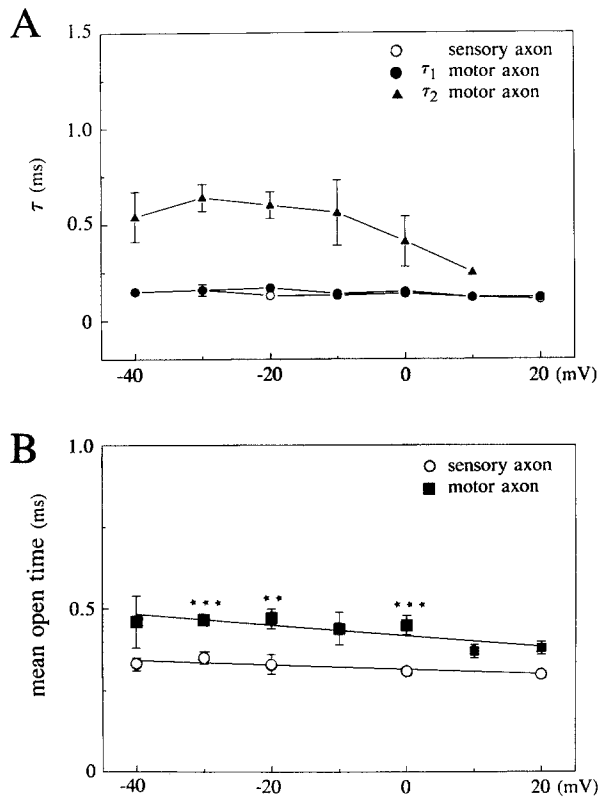 A
1.5
sensory axon
τ1 motor axon
τ2 motor axon
1.0
τ (ms)
0.5
0
-40 -20 0 20 (mV)
B
1.0
sensory axon
motor axon
mean open time (ms)
0.5
*** ** ***
0
-40 -20 0 20 (mV)